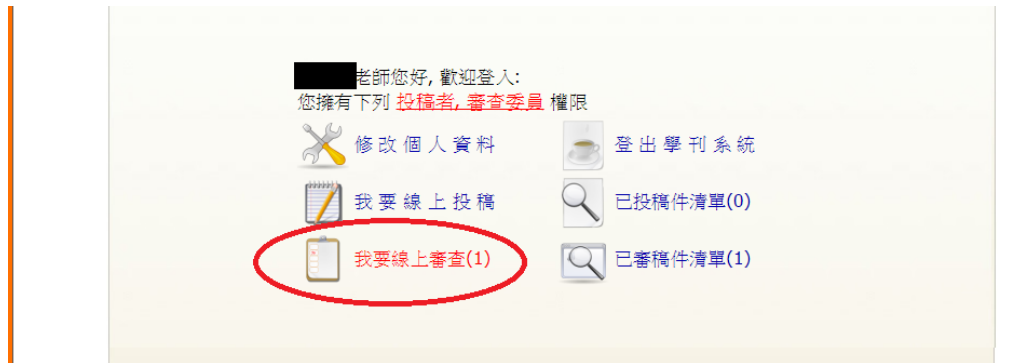 老師您好, 歡迎登入:
您擁有下列 投稿者, 審查委員 權限
修改個人資料
登出學刊系統
我要線上投稿
已投稿件清單(0)
我要線上審查(1)
已審稿件清單(1)